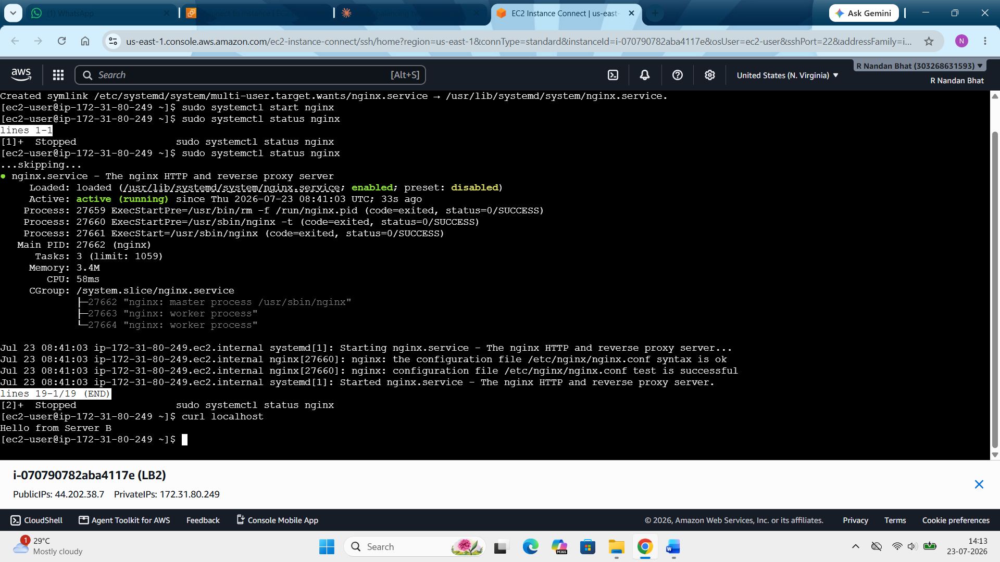 (1) WhatsApp
EC2 Instance Connect | us-east-
Ask Gemini
us-east-1.console.aws.amazon.com/ec2-instance-connect/ssh/home?region=us-east-1&connType=standard&instanceId=i-070790782aba4117e&osUser=ec2-user&sshPort=22&addressFamily=i...
N
aws
Search
[Alt+S]
United States (N. Virginia)
R Nandan Bhat (303268631593)
R Nandan Bhat
Created symlink /etc/systemd/system/multi-user.target.wants/nginx.service → /usr/lib/systemd/system/nginx.service.
[ec2-user@ip-172-31-80-249 ~]$ sudo systemctl start nginx
[ec2-user@ip-172-31-80-249 ~]$ sudo systemctl status nginx
lines 1-1
[1]+  Stopped                 sudo systemctl status nginx
[ec2-user@ip-172-31-80-249 ~]$ sudo systemctl status nginx
...skipping...
● nginx.service - The nginx HTTP and reverse proxy server
     Loaded: loaded (/usr/lib/systemd/system/nginx.service; enabled; preset: disabled)
     Active: active (running) since Thu 2026-07-23 08:41:03 UTC; 33s ago
    Process: 27659 ExecStartPre=/usr/bin/rm -f /run/nginx.pid (code=exited, status=0/SUCCESS)
    Process: 27660 ExecStartPre=/usr/sbin/nginx -t (code=exited, status=0/SUCCESS)
    Process: 27661 ExecStart=/usr/sbin/nginx (code=exited, status=0/SUCCESS)
   Main PID: 27662 (nginx)
      Tasks: 3 (limit: 1059)
     Memory: 3.4M
        CPU: 58ms
     CGroup: /system.slice/nginx.service
             ├─27662 "nginx: master process /usr/sbin/nginx"
             ├─27663 "nginx: worker process"
             └─27664 "nginx: worker process"
Jul 23 08:41:03 ip-172-31-80-249.ec2.internal systemd[1]: Starting nginx.service - The nginx HTTP and reverse proxy server...
Jul 23 08:41:03 ip-172-31-80-249.ec2.internal nginx[27660]: nginx: the configuration file /etc/nginx/nginx.conf syntax is ok
Jul 23 08:41:03 ip-172-31-80-249.ec2.internal nginx[27660]: nginx: configuration file /etc/nginx/nginx.conf test is successful
Jul 23 08:41:03 ip-172-31-80-249.ec2.internal systemd[1]: Started nginx.service - The nginx HTTP and reverse proxy server.
lines 19-1/19 (END)
[2]+  Stopped                 sudo systemctl status nginx
[ec2-user@ip-172-31-80-249 ~]$ curl localhost
Hello from Server B
[ec2-user@ip-172-31-80-249 ~]$
i-070790782aba4117e (LB2)
PublicIPs: 44.202.38.7 PrivateIPs: 172.31.80.249
CloudShell
Agent Toolkit for AWS
Feedback
Console Mobile App
© 2026, Amazon Web Services, Inc. or its affiliates.
Privacy
Terms
Cookie preferences
1
29°C
Mostly cloudy
Search
M365
W
14:13
23-07-2026